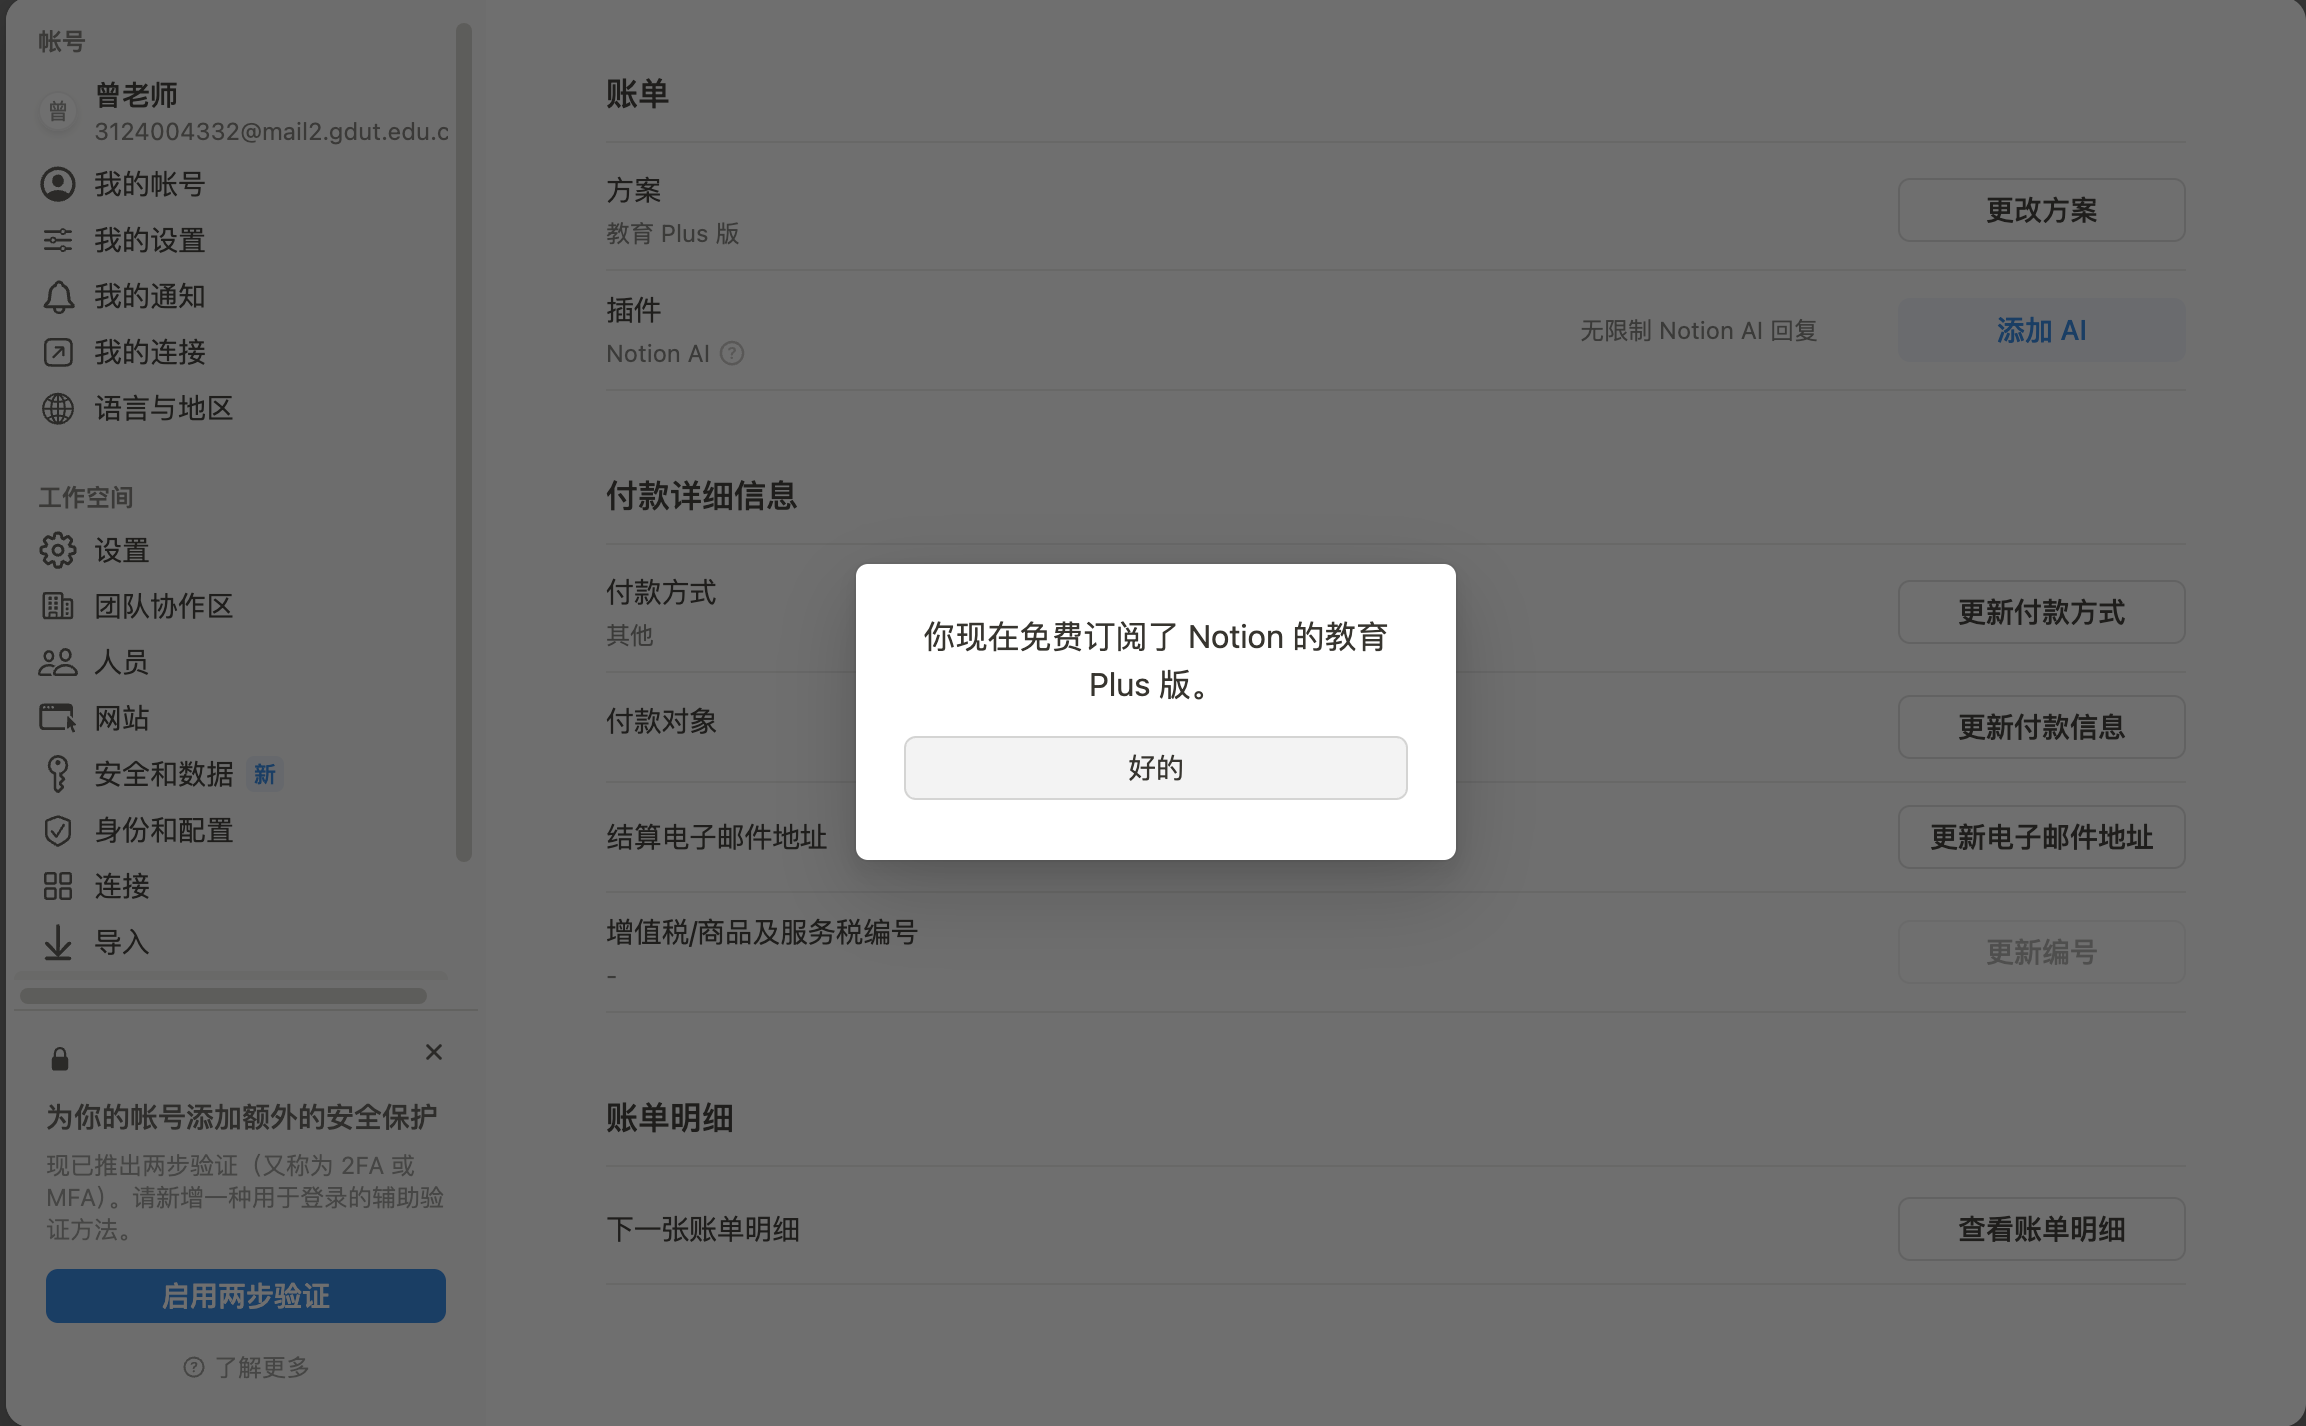 帐号
曾
曾老师
3124004332@mail2.gdut.edu.c
我的帐号
我的设置
我的通知
我的连接
语言与地区
工作空间
设置
团队协作区
人员
网站
安全和数据 新
身份和配置
连接
导入
为你的帐号添加额外的安全保护
现已推出两步验证（又称为 2FA 或
MFA）。请新增一种用于登录的辅助验
证方法。
启用两步验证
了解更多
账单
方案
教育 Plus 版
更改方案
插件
Notion AI
无限制 Notion AI 回复
添加 AI
付款详细信息
付款方式
其他
更新付款方式
付款对象
更新付款信息
结算电子邮件地址
更新电子邮件地址
增值税/商品及服务税编号
-
更新编号
账单明细
下一张账单明细
查看账单明细
你现在免费订阅了 Notion 的教育
Plus 版。
好的